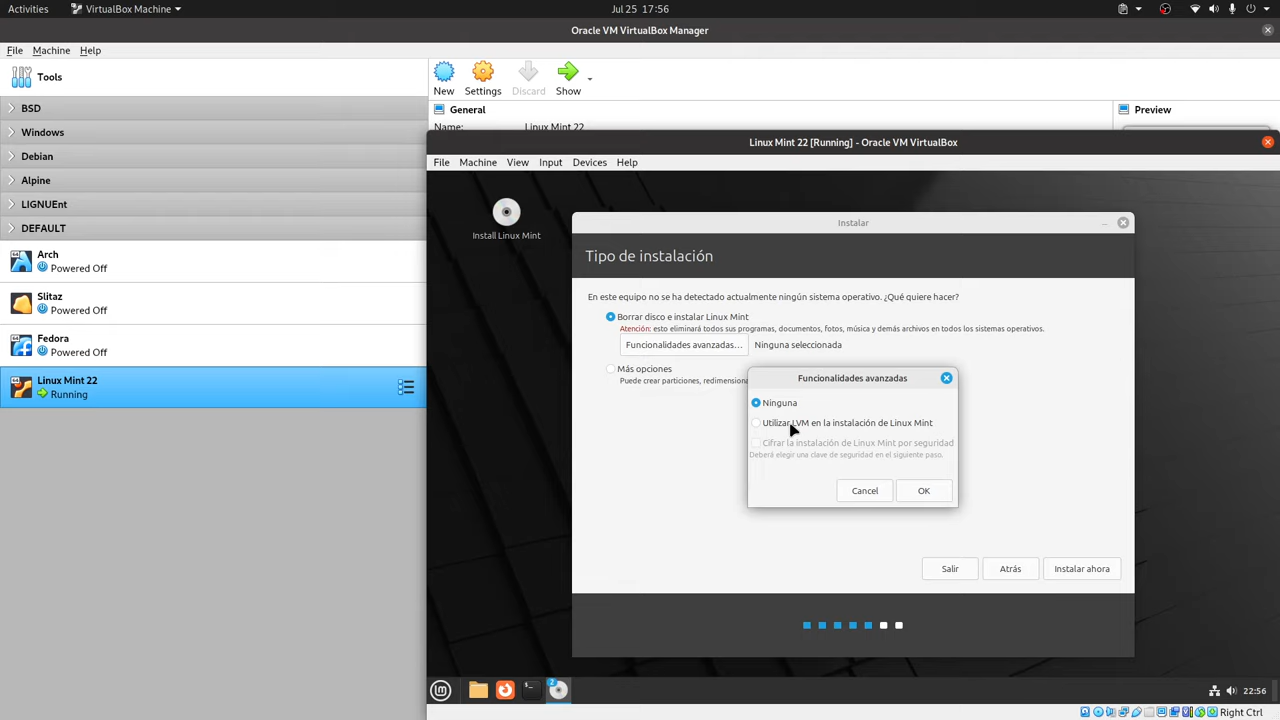 Activities
VirtualBox Machine
Jul 25 17:56
Oracle VM VirtualBox Manager
File Machine Help
Tools
BSD
Windows
Debian
Alpine
LIGNUEnt
DEFAULT
Arch
Powered Off
Slitaz
Powered Off
Fedora
Powered Off
Linux Mint 22
Running
New Settings Discard Show
General
Preview
Name: Linux Mint 22
Linux Mint 22 [Running] - Oracle VM VirtualBox
File Machine View Input Devices Help
Install Linux Mint
Instalar
Tipo de instalación
En este equipo no se ha detectado actualmente ningún sistema operativo. ¿Qué quiere hacer?
Borrar disco e instalar Linux Mint
Atención: esto eliminará todos sus programas, documentos, fotos, música y demás archivos en todos los sistemas operativos.
Funcionalidades avanzadas... Ninguna seleccionada
Más opciones
Puede crear particiones, redimensiona
Funcionalidades avanzadas
Ninguna
Utilizar LVM en la instalación de Linux Mint
Cifrar la instalación de Linux Mint por seguridad
Deberá elegir una clave de seguridad en el siguiente paso.
Cancel OK
Salir Atrás Instalar ahora
2
22:56
Right Ctrl